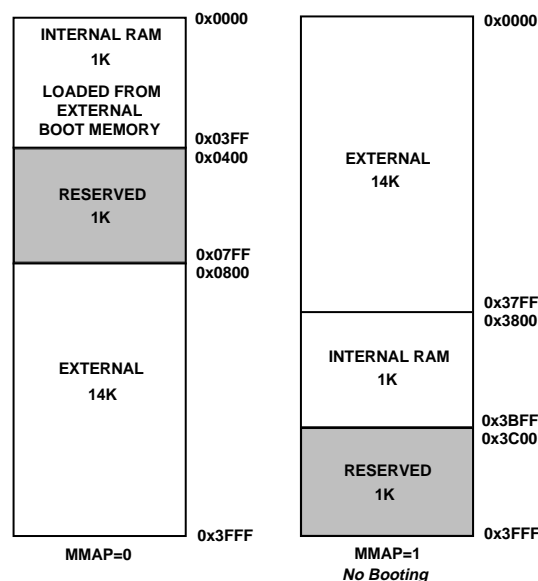 0x0000
INTERNAL RAM
1K
LOADED FROM
EXTERNAL
BOOT MEMORY
0x03FF
0x0400
RESERVED
1K
0x07FF
0x0800
EXTERNAL
14K
0x3FFF
MMAP=0
0x0000
EXTERNAL
14K
0x37FF
0x3800
INTERNAL RAM
1K
0x3BFF
0x3C00
RESERVED
1K
0x3FFF
MMAP=1
No Booting